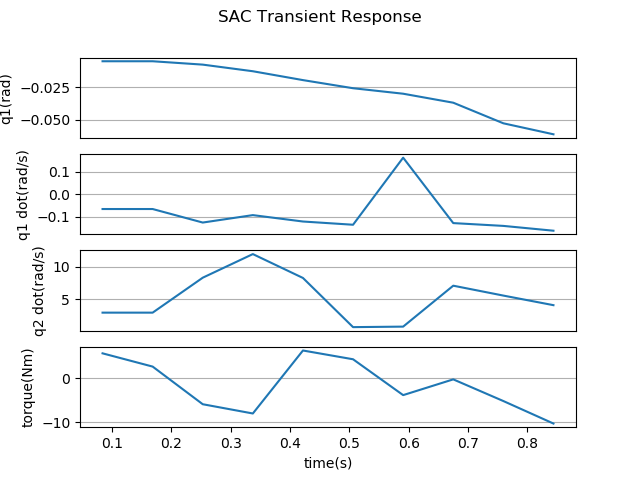 SAC Transient Response
q1(rad)
−0.025
−0.050
q1 dot(rad/s)
0.1
0.0
−0.1
q2 dot(rad/s)
10
5
torque(Nm)
0
−10
0.1 0.2 0.3 0.4 0.5 0.6 0.7 0.8
time(s)